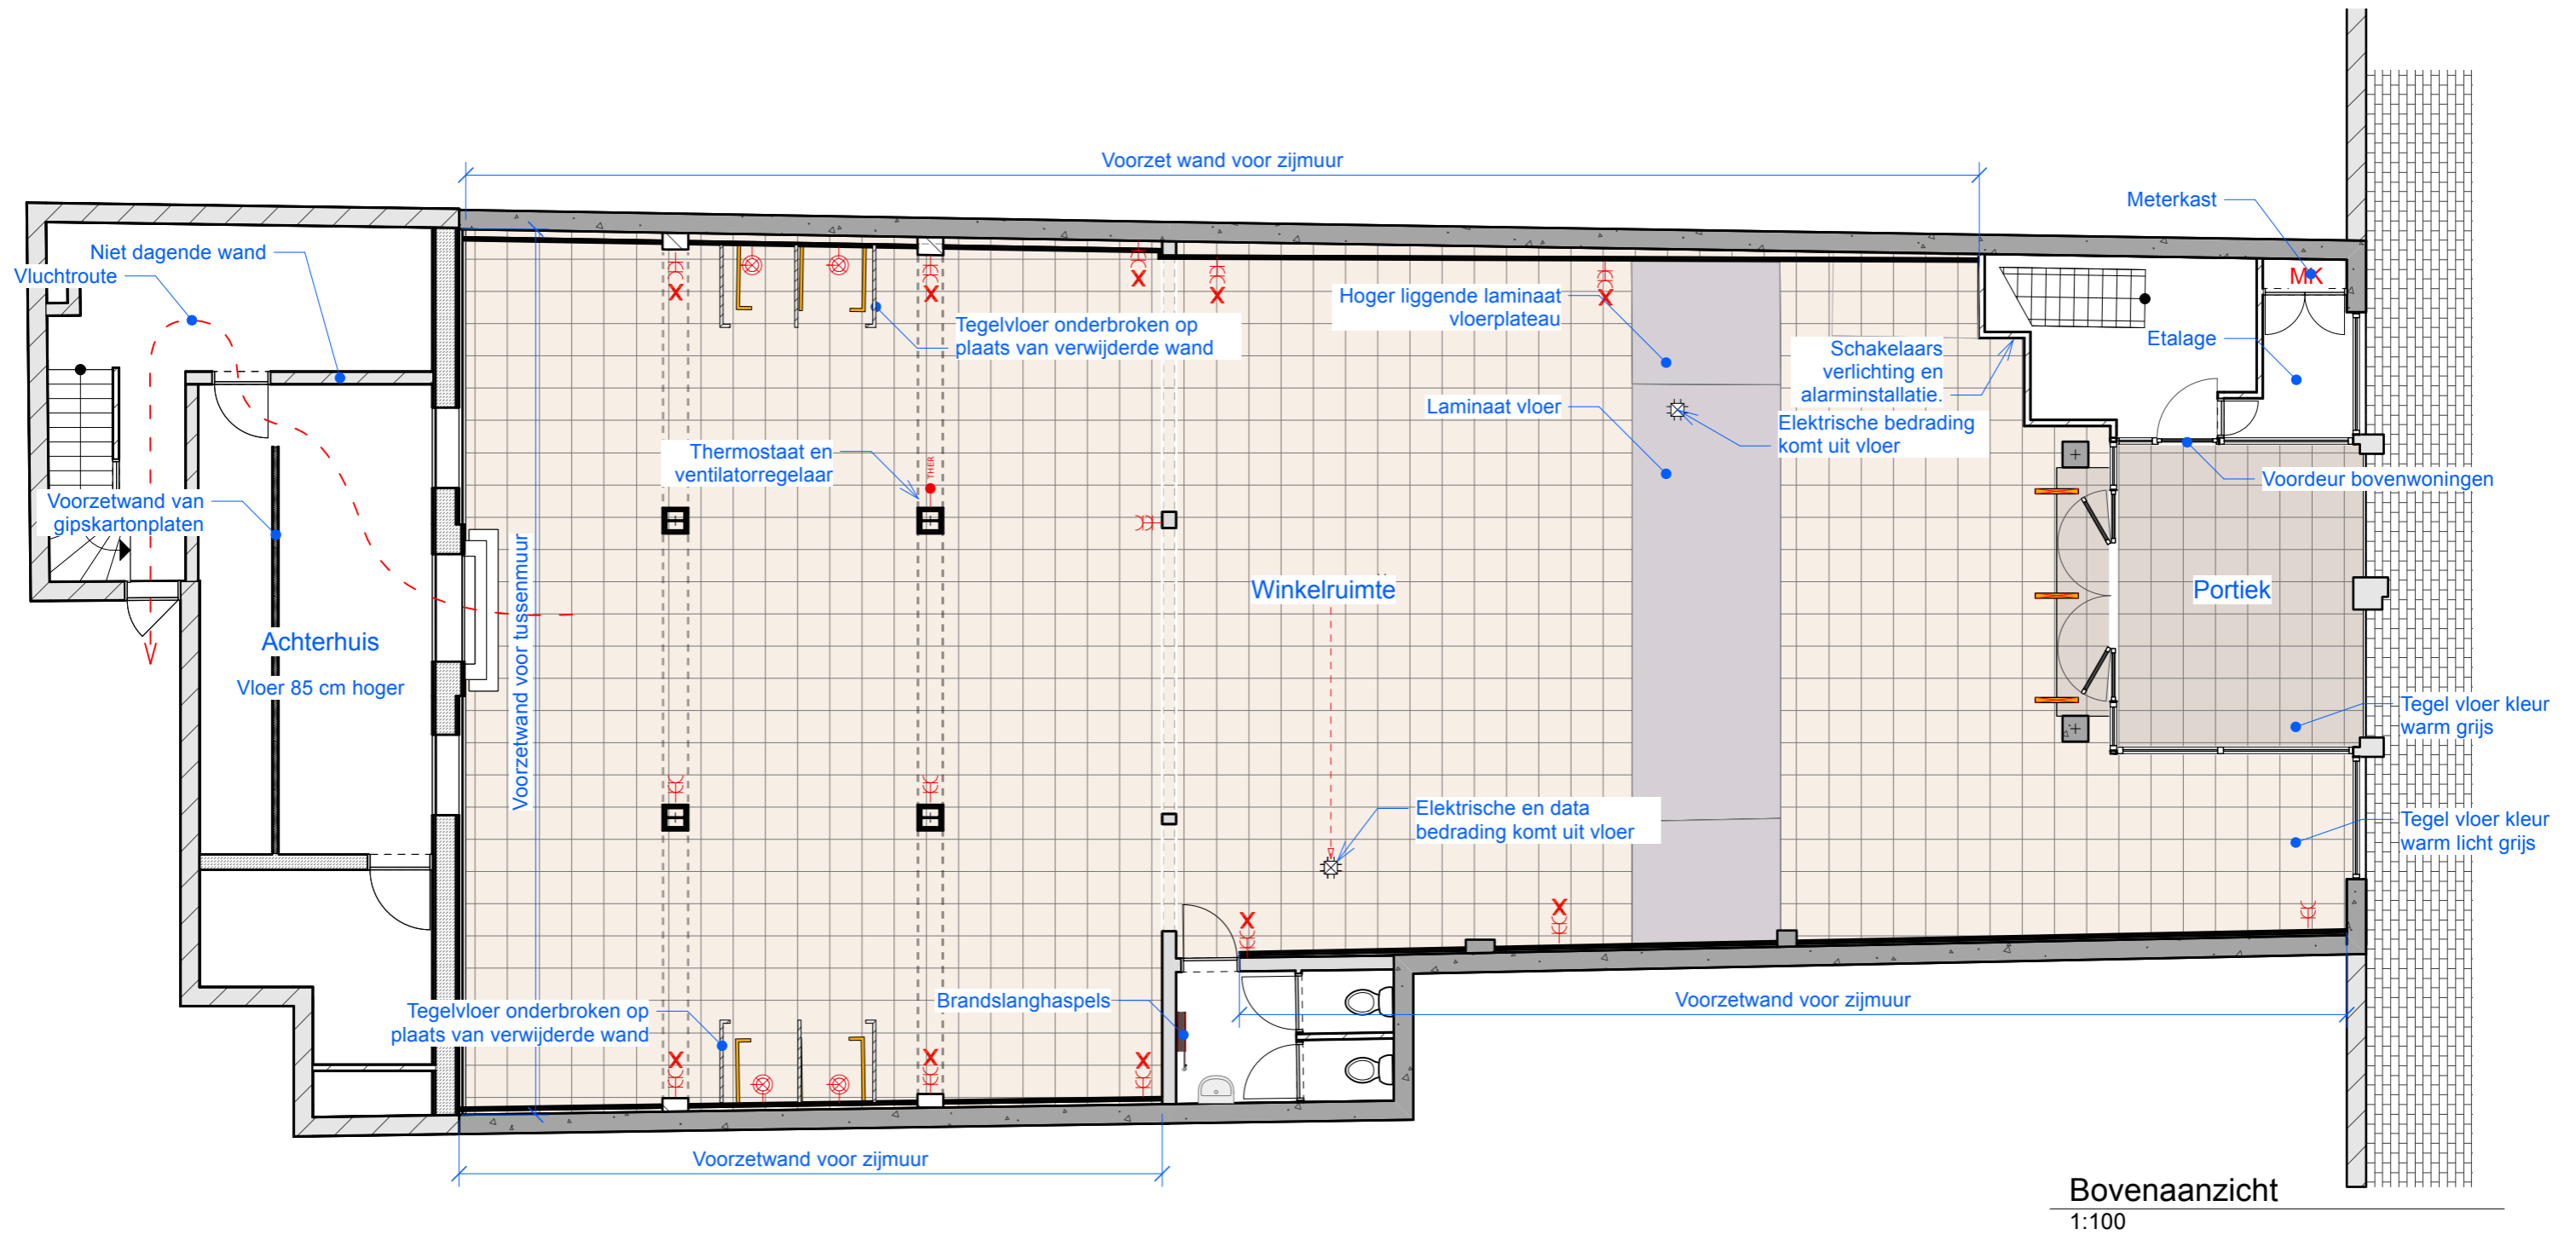 Voorzet wand voor zijmuur
Meterkast
Niet dagende wand
Vluchtroute
MK
Hoger liggende laminaat
vloerplateau
Tegelvloer onderbroken op
plaats van verwijderde wand
Schakelaars
verlichting en
alarminstallatie.
Etalage
Laminaat vloer
Elektrische bedrading
komt uit vloer
Thermostaat en
ventilatorregelaar
THER
Voordeur bovenwoningen
Voorzetwand van
gipskartonplaten
Voorzetwand voor tussenmuur
Winkelruimte
Portiek
Achterhuis
Vloer 85 cm hoger
Tegel vloer kleur
warm grijs
Elektrische en data
bedrading komt uit vloer
Tegel vloer kleur
warm licht grijs
Tegelvloer onderbroken op
plaats van verwijderde wand
Brandslanghaspels
Voorzetwand voor zijmuur
Voorzetwand voor zijmuur
Bovenaanzicht
1:100